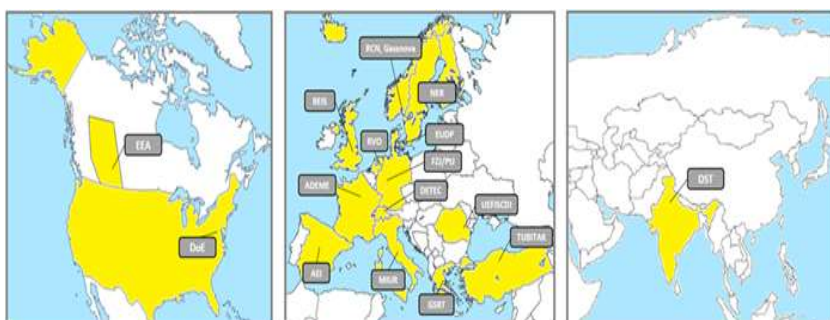 EEA
DoE
RCN, Gassnova
BEIS
NER
RVO
EUDP
FZJ/PtJ
ADEME
DETEC
UEFISCDI
TUBITAK
AEI
MIUR
GSRT
DST